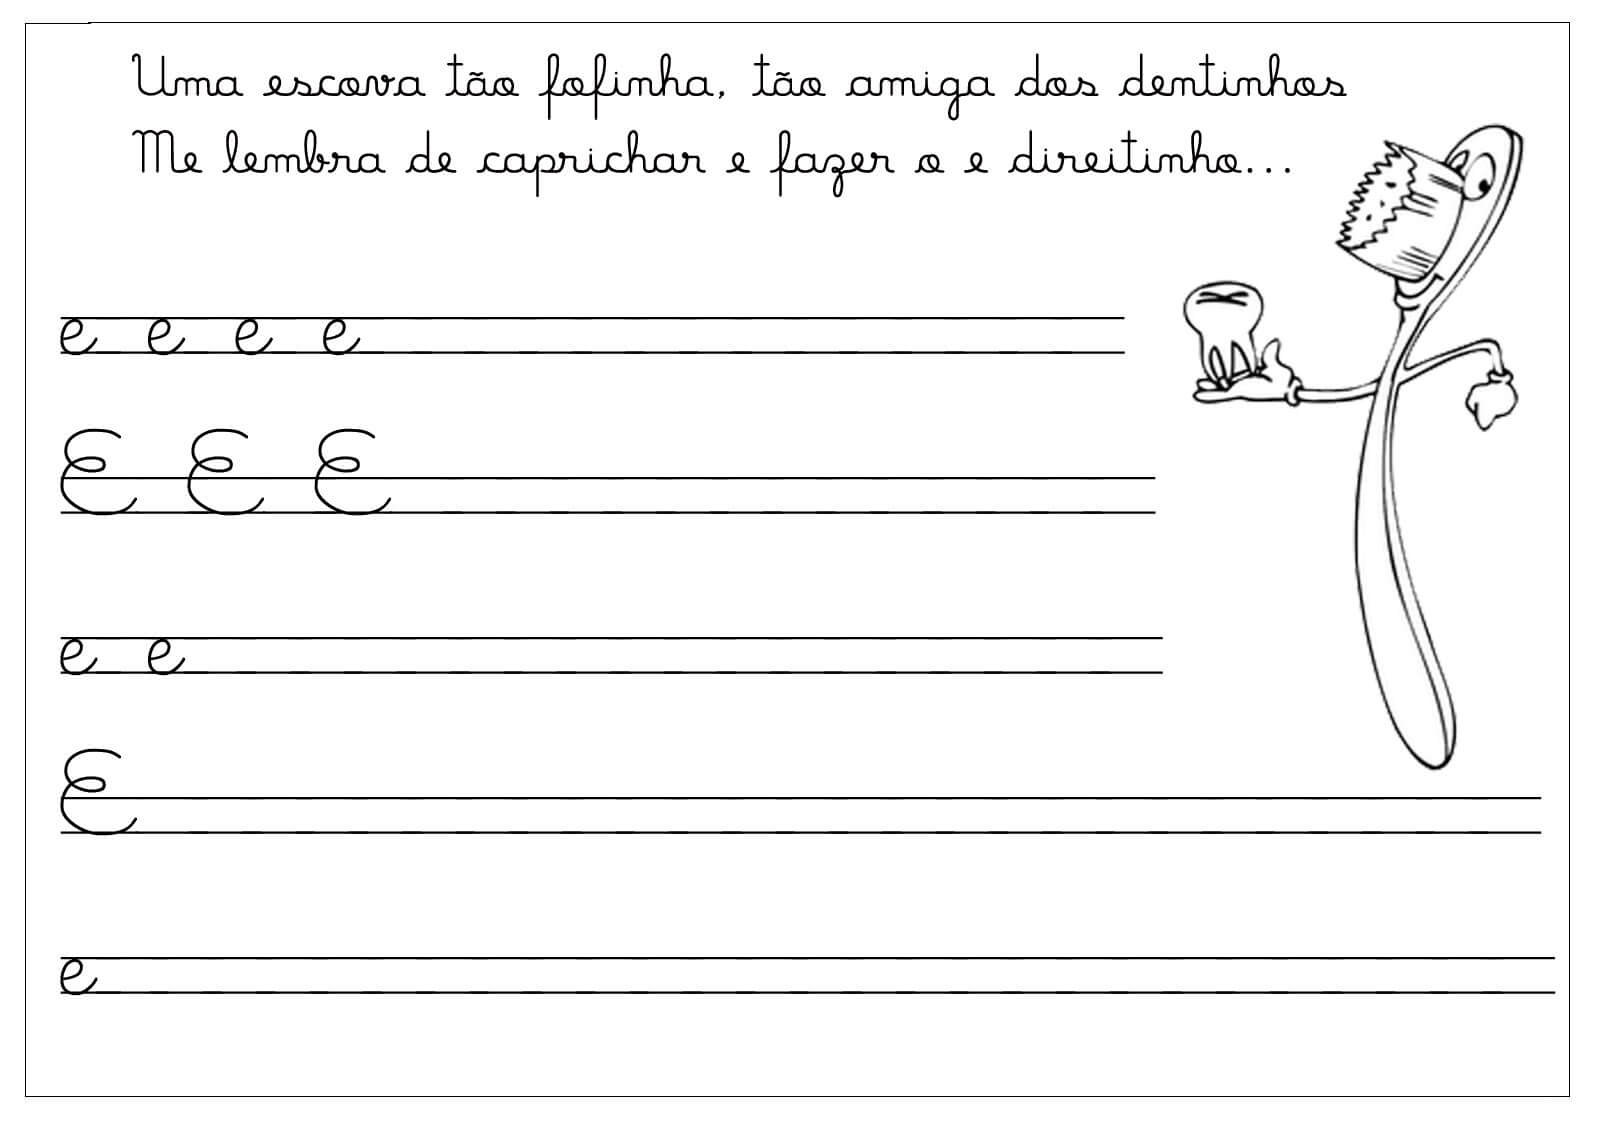 Uma escova tão fofinha, tão amiga dos dentinhos
Me lembra de caprichar e fazer o e direitinho...
e e e e
E E E
e e
E
e